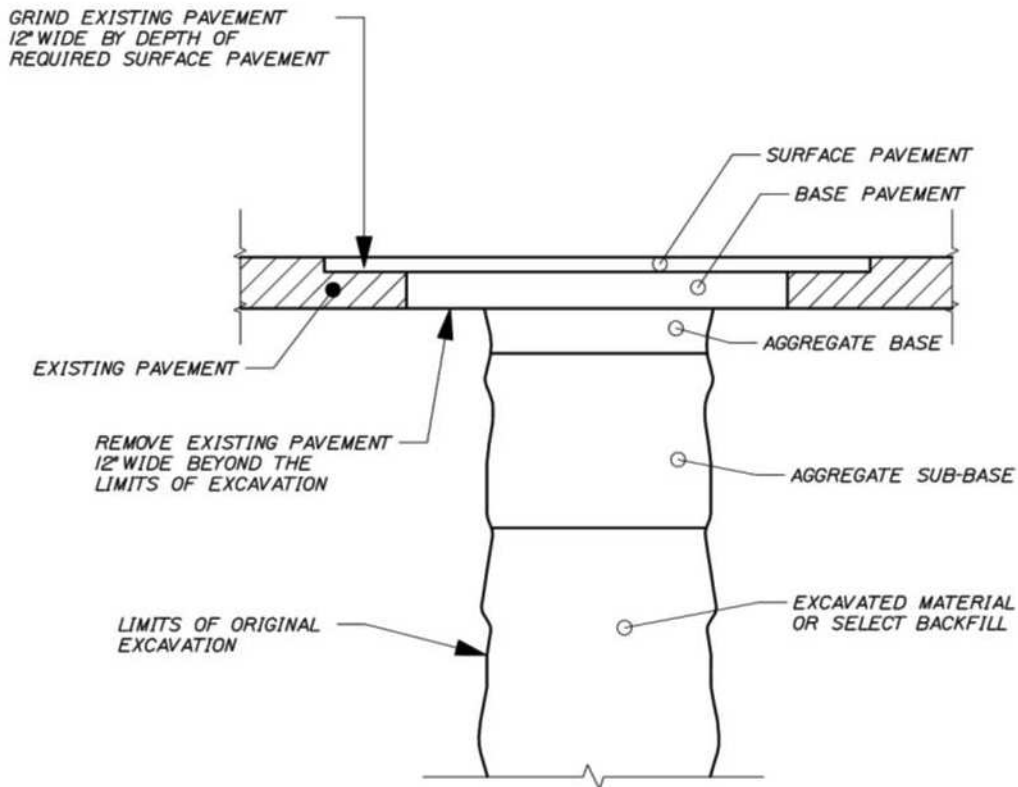 GRIND EXISTING PAVEMENT
12" WIDE BY DEPTH OF
REQUIRED SURFACE PAVEMENT
SURFACE PAVEMENT
BASE PAVEMENT
AGGREGATE BASE
EXISTING PAVEMENT
REMOVE EXISTING PAVEMENT
12" WIDE BEYOND THE
LIMITS OF EXCAVATION
AGGREGATE SUB-BASE
EXCAVATED MATERIAL
OR SELECT BACKFILL
LIMITS OF ORIGINAL
EXCAVATION